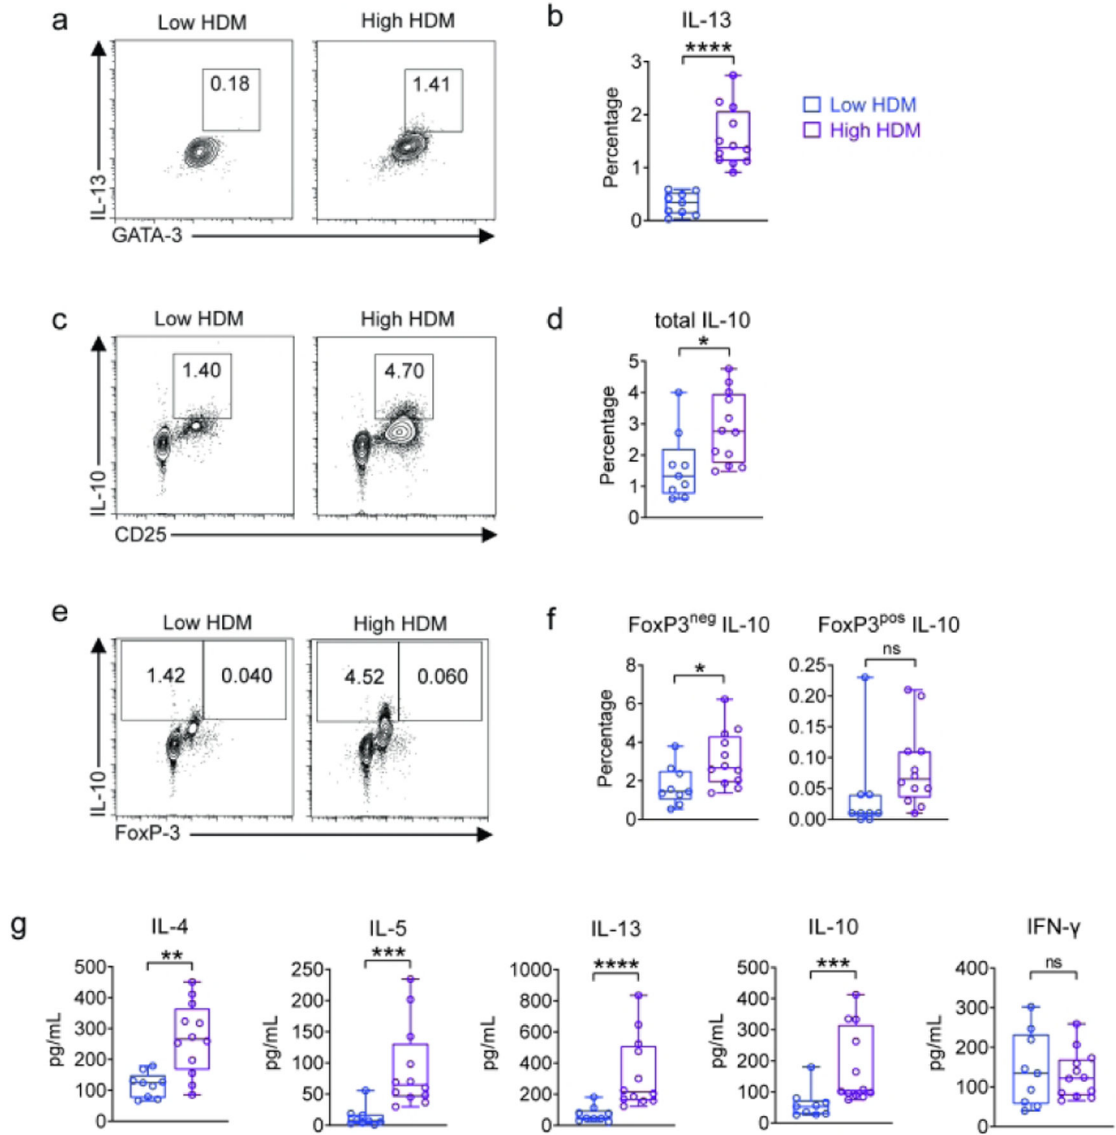 a
Low HDM
High HDM
0.18
1.41
IL-13
GATA-3
b
IL-13
****
3
2
1
0
Percentage
Low HDM
High HDM
c
Low HDM
High HDM
1.40
4.70
IL-10
CD25
d
total IL-10
*
5
4
3
2
1
0
Percentage
e
Low HDM
High HDM
1.42
0.040
4.52
0.060
IL-10
FoxP-3
f
FoxP3neg IL-10
*
8
6
4
2
0
Percentage
FoxP3pos IL-10
ns
0.25
0.20
0.15
0.10
0.05
0.00
g
IL-4
**
500
400
300
200
100
0
pg/mL
IL-5
***
250
200
150
100
50
0
pg/mL
IL-13
****
1000
800
600
400
200
0
pg/mL
IL-10
***
500
400
300
200
100
0
pg/mL
IFN-γ
ns
400
300
200
100
0
pg/mL